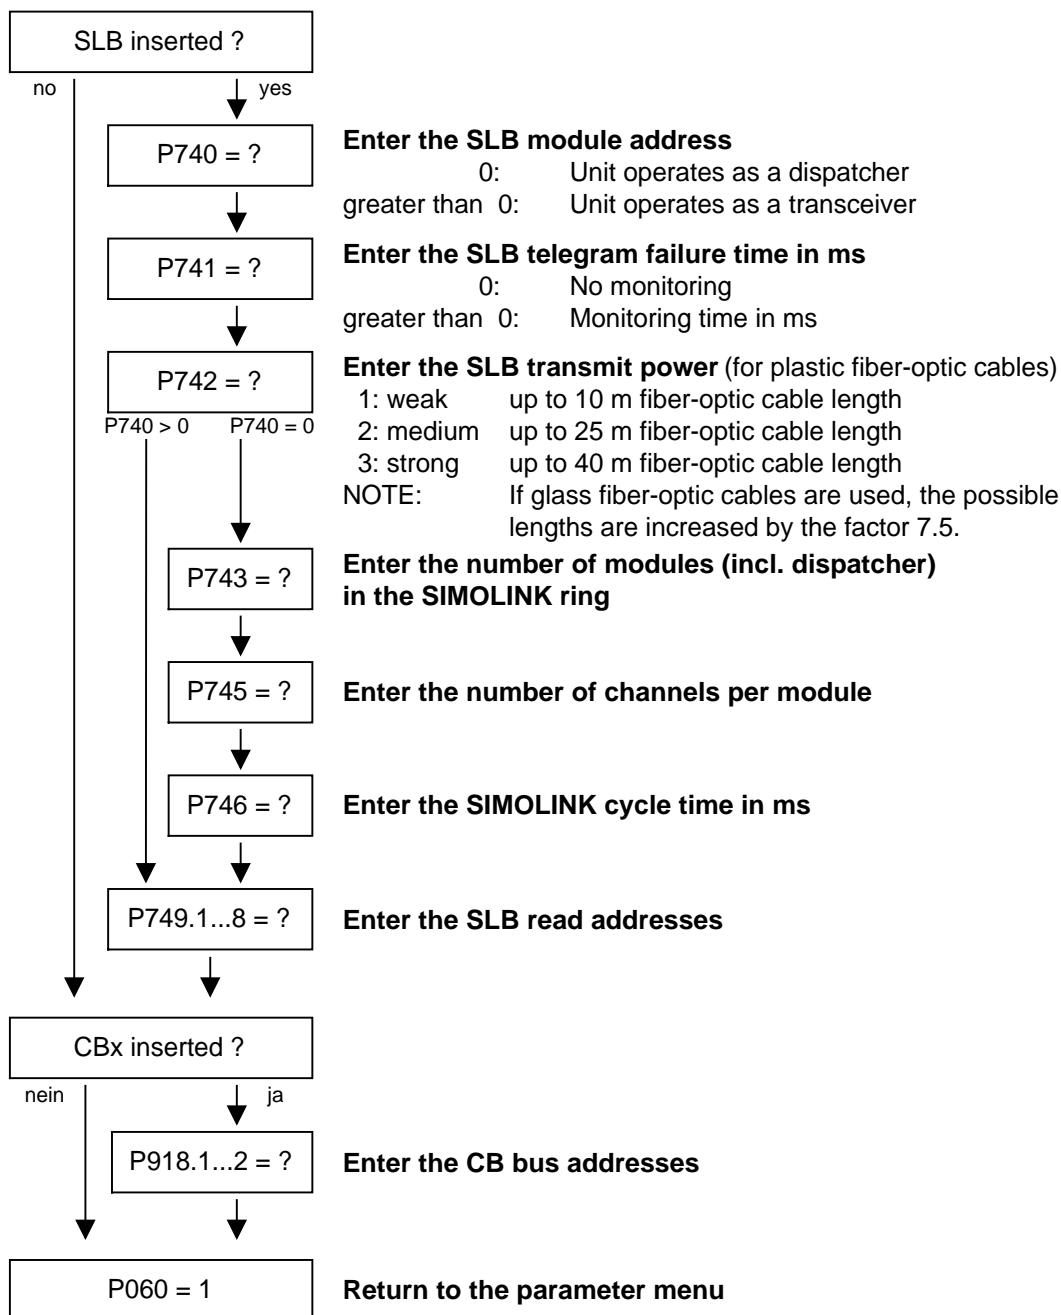 SLB inserted ?
no
yes
P740 = ?
Enter the SLB module address
0: Unit operates as a dispatcher
greater than 0: Unit operates as a transceiver
P741 = ?
Enter the SLB telegram failure time in ms
0: No monitoring
greater than 0: Monitoring time in ms
P742 = ?
Enter the SLB transmit power (for plastic fiber-optic cables)
1: weak up to 10 m fiber-optic cable length
2: medium up to 25 m fiber-optic cable length
3: strong up to 40 m fiber-optic cable length
NOTE: If glass fiber-optic cables are used, the possible
lengths are increased by the factor 7.5.
P740 > 0
P740 = 0
P743 = ?
Enter the number of modules (incl. dispatcher)
in the SIMOLINK ring
P745 = ?
Enter the number of channels per module
P746 = ?
Enter the SIMOLINK cycle time in ms
P749.1...8 = ?
Enter the SLB read addresses
CBx inserted ?
nein
ja
P918.1...2 = ?
Enter the CB bus addresses
P060 = 1
Return to the parameter menu